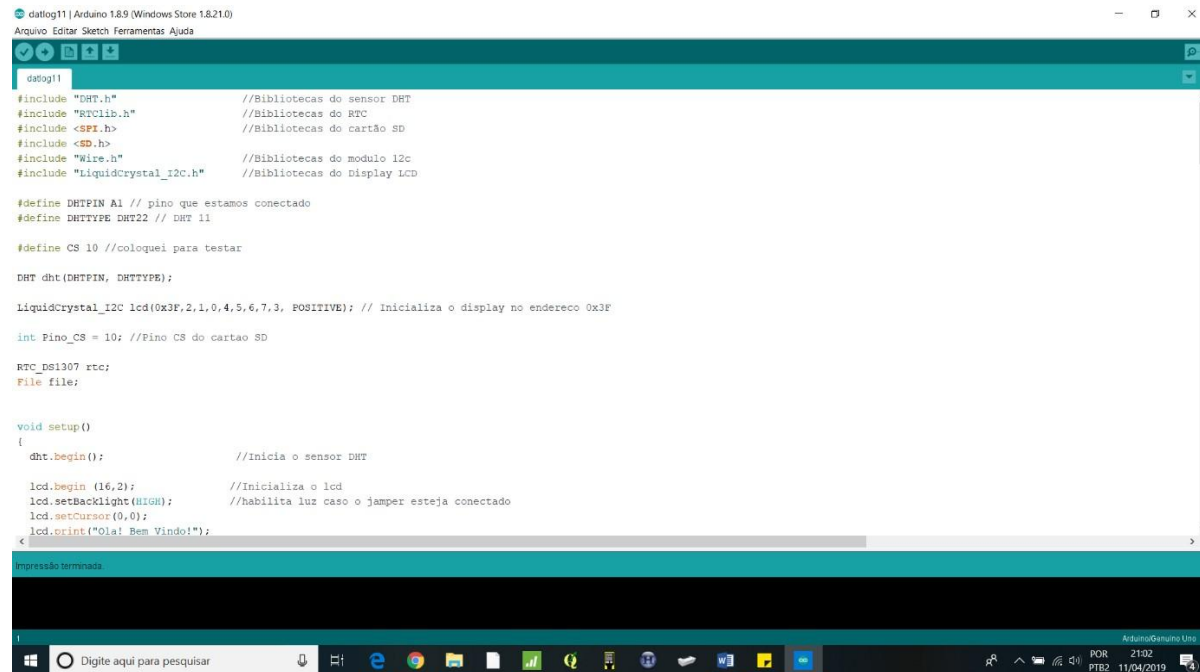 datlog11 | Arduino 1.8.9 (Windows Store 1.8.21.0)
Arquivo Editar Sketch Ferramentas Ajuda
datlog11
#include "DHT.h" //Bibliotecas do sensor DHT
#include "RTClib.h" //Bibliotecas do RTC
#include <SPI.h> //Bibliotecas do cartão SD
#include <SD.h>
#include "Wire.h" //Bibliotecas do modulo 12c
#include "LiquidCrystal_I2C.h" //Bibliotecas do Display LCD
#define DHTPIN A1 // pino que estamos conectado
#define DHTTYPE DHT22 // DHT 11
#define CS 10 //coloquei para testar
DHT dht(DHTPIN, DHTTYPE);
LiquidCrystal_I2C lcd(0x3F,2,1,0,4,5,6,7,3, POSITIVE); // Inicializa o display no endereco 0x3F
int Pino_CS = 10; //Pino CS do cartao SD
RTC_DS1307 rtc;
File file;
void setup()
{
dht.begin(); //Inicia o sensor DHT
lcd.begin (16,2); //Inicializa o lcd
lcd.setBacklight(HIGH); //habilita luz caso o jamper esteja conectado
lcd.setCursor(0,0);
lcd.print("Ola! Bem Vindo!");
Impressão terminada
1
Arduino/Genuino Uno
Digite aqui para pesquisar
POR 21:02
PTB2 11/04/2019